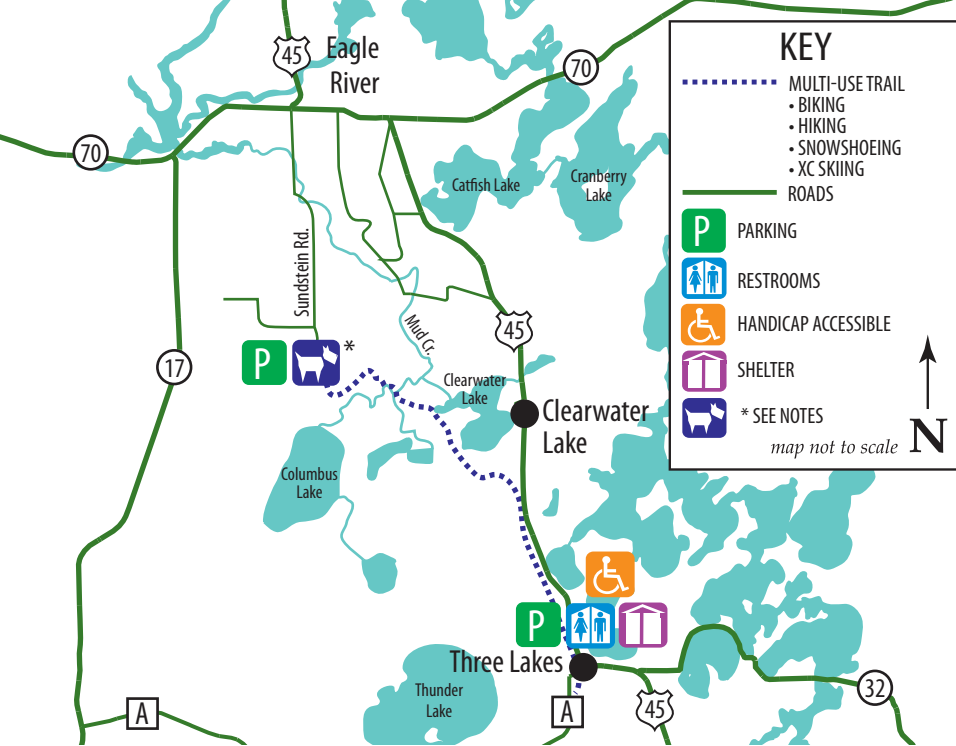 45
Eagle
River
70
70
KEY
MULTI-USE TRAIL
• BIKING
• HIKING
• SNOWSHOEING
• XC SKIING
ROADS
P PARKING
RESTROOMS
HANDICAP ACCESSIBLE
SHELTER
* SEE NOTES
map not to scale N
Catfish Lake
Cranberry
Lake
Sundstein Rd.
Mud Cr.
45
17
P
*
Clearwater
Lake
Clearwater
Lake
Columbus
Lake
P
Three Lakes
Thunder
Lake
A
A
45
32